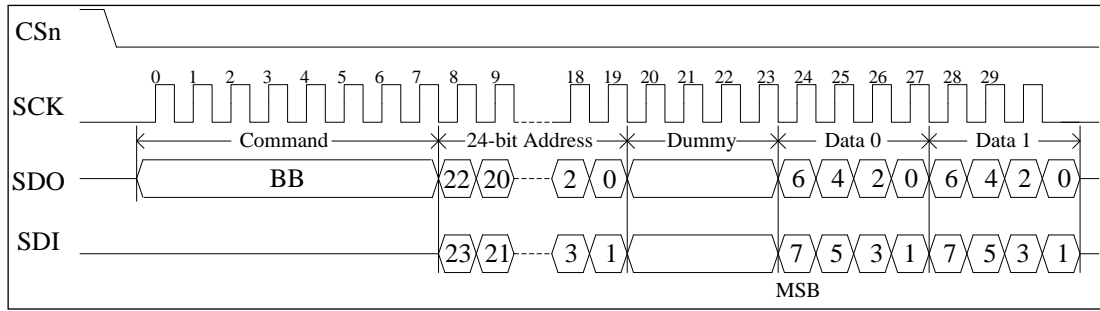 CSn
0 1 2 3 4 5 6 7 8 9 18 19 20 21 22 23 24 25 26 27 28 29
SCK
Command 24-bit Address Dummy Data 0 Data 1
SDO BB 22 20 2 0 6 4 2 0 6 4 2 0
SDI 23 21 3 1 7 5 3 1 7 5 3 1
MSB